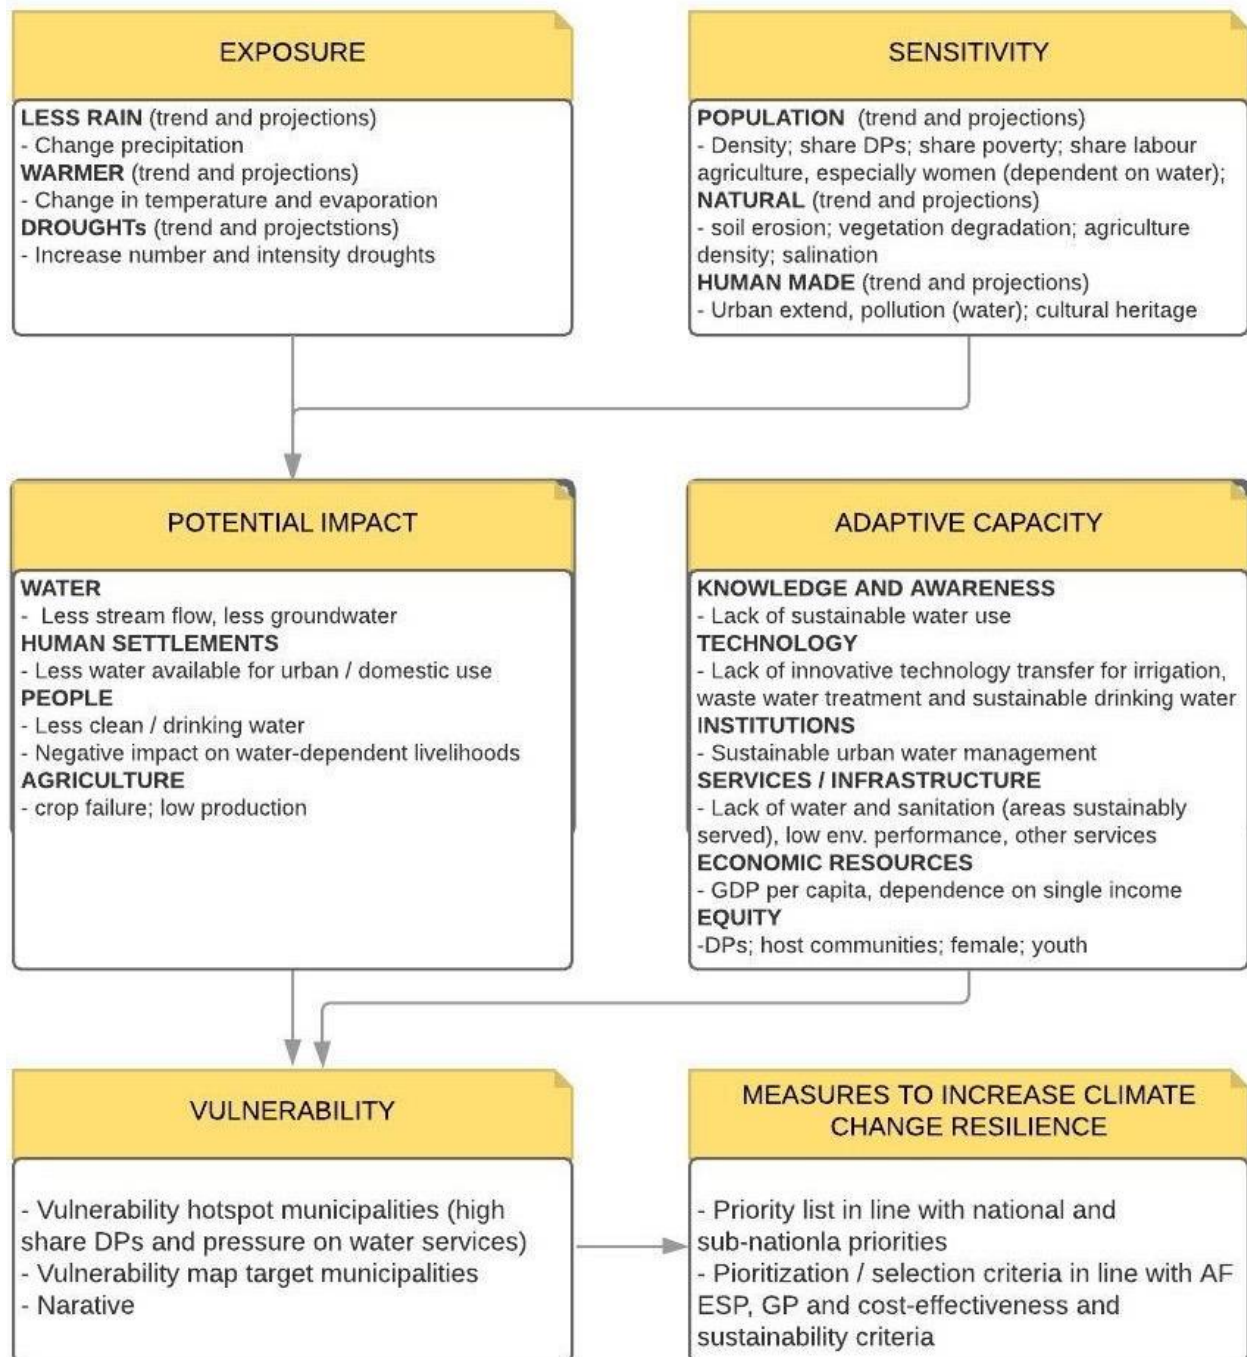 EXPOSURE
LESS RAIN (trend and projections)
- Change precipitation
WARMER (trend and projections)
- Change in temperature and evaporation
DROUGHTs (trend and projectstions)
- Increase number and intensity droughts
SENSITIVITY
POPULATION (trend and projections)
- Density; share DPs; share poverty; share labour
agriculture, especially women (dependent on water);
NATURAL (trend and projections)
- soil erosion; vegetation degradation; agriculture
density; salination
HUMAN MADE (trend and projections)
- Urban extend, pollution (water); cultural heritage
POTENTIAL IMPACT
WATER
- Less stream flow, less groundwater
HUMAN SETTLEMENTS
- Less water available for urban / domestic use
PEOPLE
- Less clean / drinking water
- Negative impact on water-dependent livelihoods
AGRICULTURE
- crop failure; low production
ADAPTIVE CAPACITY
KNOWLEDGE AND AWARENESS
- Lack of sustainable water use
TECHNOLOGY
- Lack of innovative technology transfer for irrigation,
waste water treatment and sustainable drinking water
INSTITUTIONS
- Sustainable urban water management
SERVICES / INFRASTRUCTURE
- Lack of water and sanitation (areas sustainably
served), low env. performance, other services
ECONOMIC RESOURCES
- GDP per capita, dependence on single income
EQUITY
-DPs; host communities; female; youth
VULNERABILITY
- Vulnerability hotspot municipalities (high
share DPs and pressure on water services)
- Vulnerability map target municipalities
- Narative
MEASURES TO INCREASE CLIMATE
CHANGE RESILIENCE
- Priority list in line with national and
sub-nationla priorities
- Pioritization / selection criteria in line with AF
ESP, GP and cost-effectiveness and
sustainability criteria